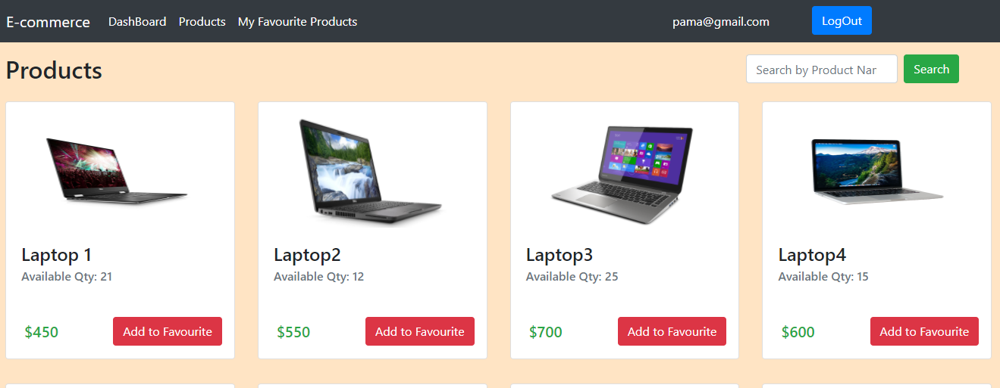 E-commerce DashBoard Products My Favourite Products pama@gmail.com LogOut
Products Search by Product Nar Search
Laptop 1 Laptop2 Laptop3 Laptop4
Available Qty: 21 Available Qty: 12 Available Qty: 25 Available Qty: 15
$450 Add to Favourite $550 Add to Favourite $700 Add to Favourite $600 Add to Favourite